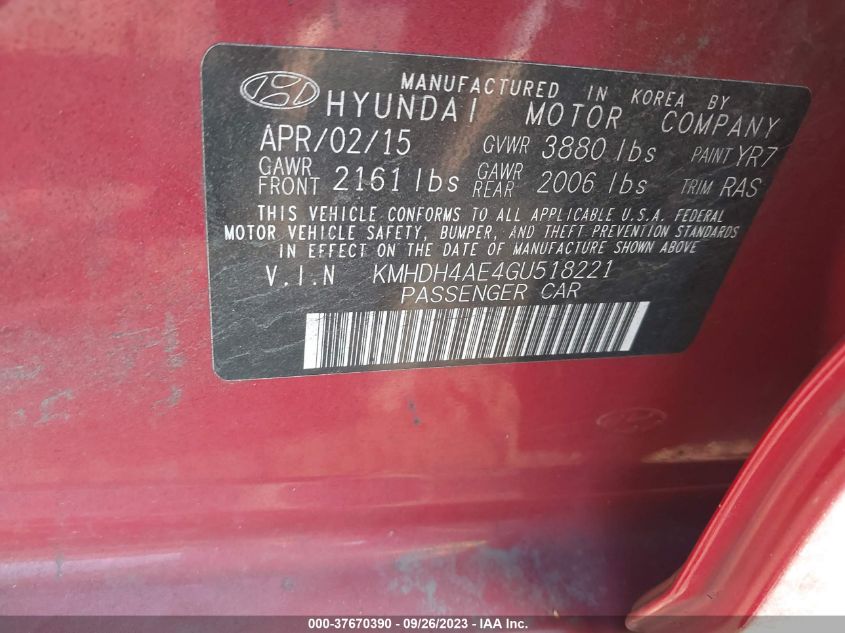 MANUFACTURED IN KOREA BY
HYUNDAI MOTOR COMPANY
APR/02/15 GVWR 3880 lbs PAINT YR7
GAWR FRONT 2161 lbs GAWR REAR 2006 lbs TRIM RAS
THIS VEHICLE CONFORMS TO ALL APPLICABLE U.S.A. FEDERAL
MOTOR VEHICLE SAFETY, BUMPER, AND THEFT PREVENTION STANDARDS
IN EFFECT ON THE DATE OF MANUFACTURE SHOWN ABOVE
V.I.N KMHDH4AE4GU518221
PASSENGER CAR
000-37670390 - 09/26/2023 - IAA Inc.